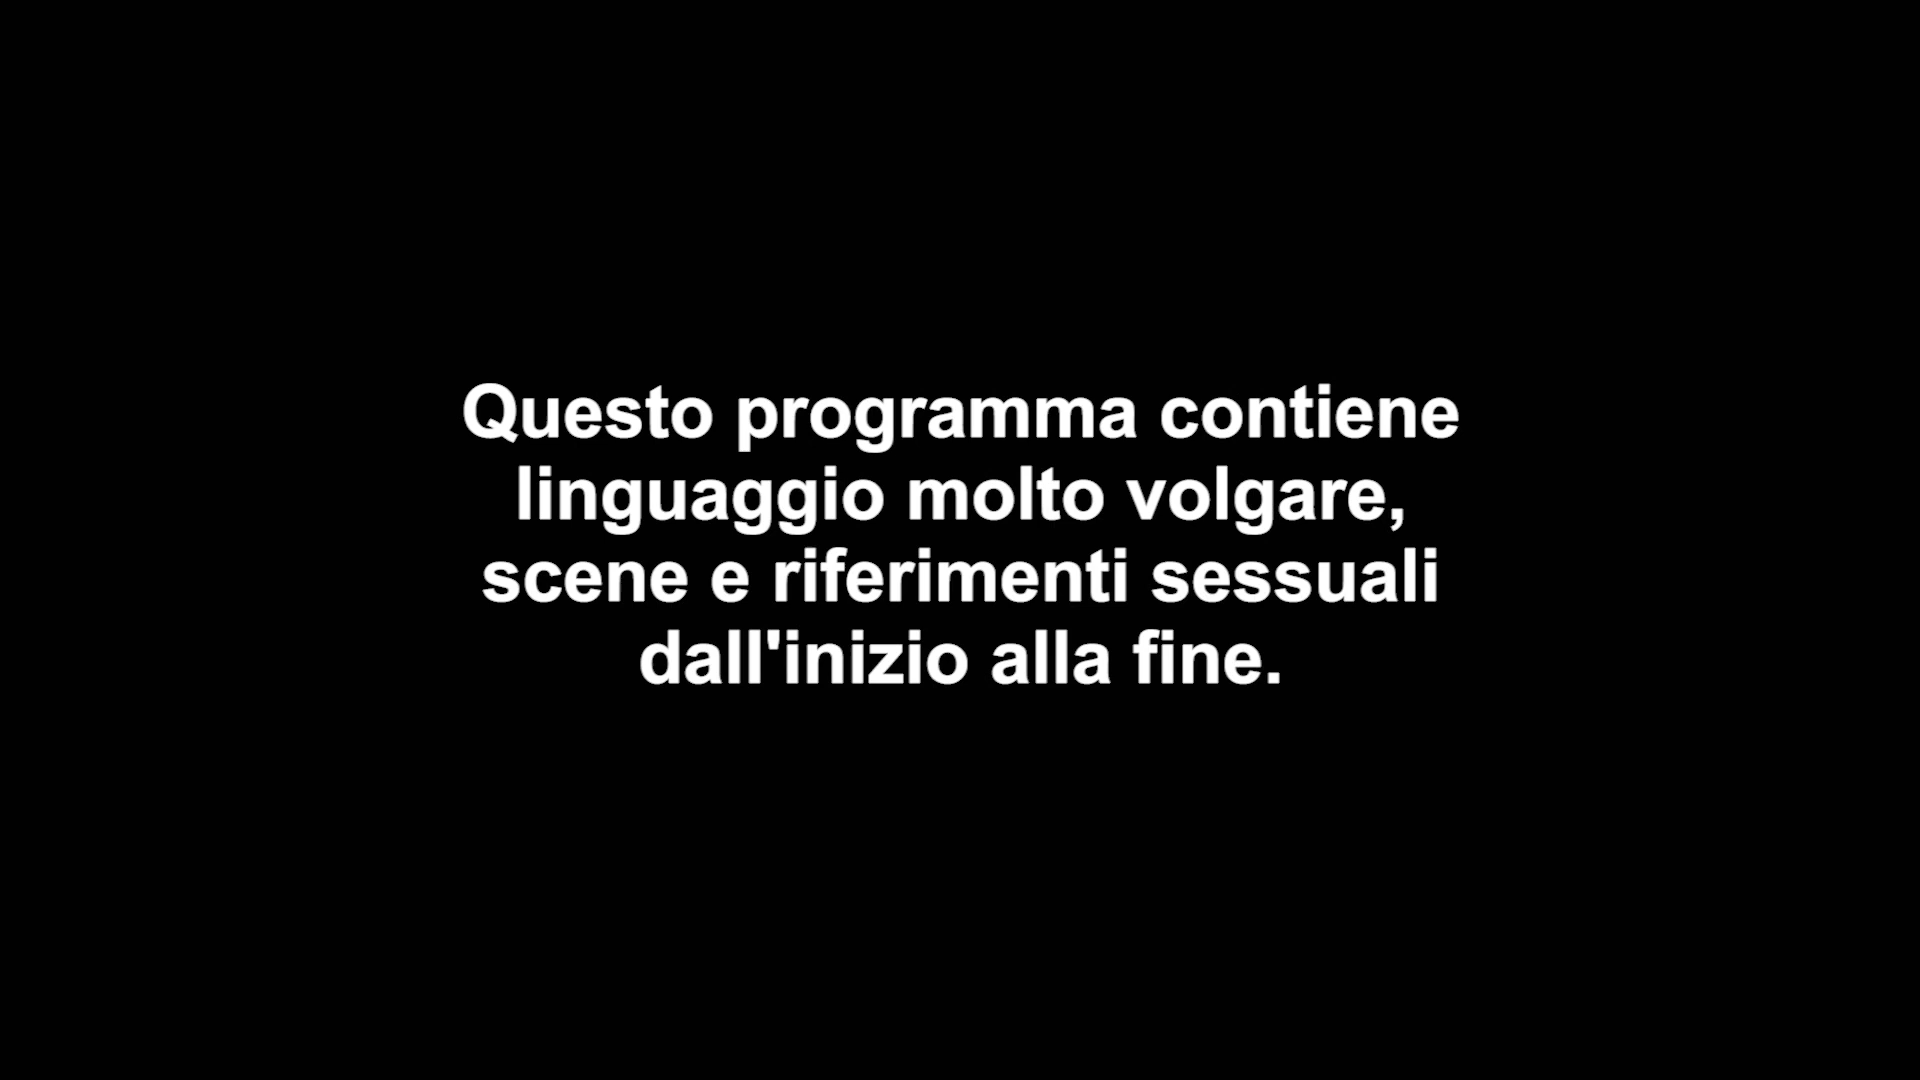 Questo programma contiene
linguaggio molto volgare,
scene e riferimenti sessuali
dall'inizio alla fine.